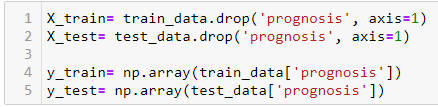 1 X_train= train_data.drop('prognosis', axis=1)
2 X_test= test_data.drop('prognosis', axis=1)
3
4 y_train= np.array(train_data['prognosis'])
5 y_test= np.array(test_data['prognosis'])